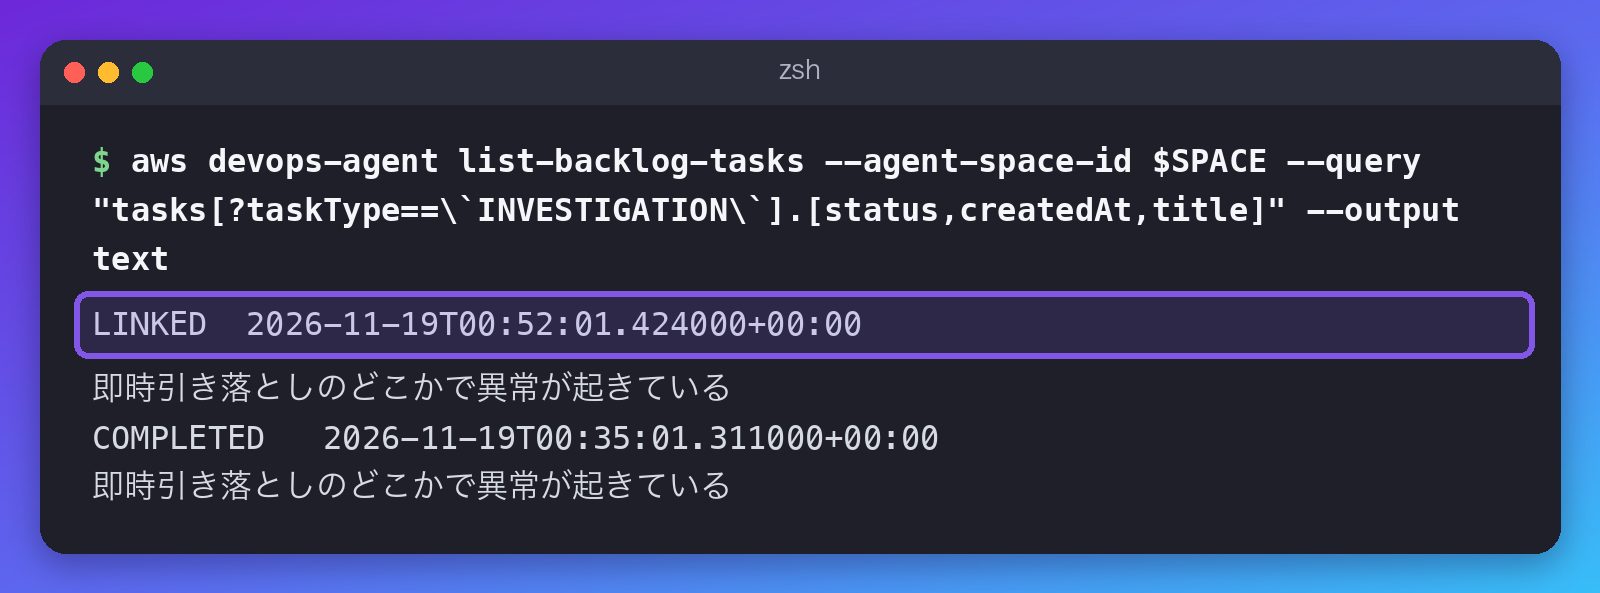 zsh
$ aws devops-agent list-backlog-tasks --agent-space-id $SPACE --query
"tasks[?taskType==\`INVESTIGATION\`].[status,createdAt,title]" --output
text
LINKED  2026-11-19T00:52:01.424000+00:00
即時引き落としのどこかで異常が起きている
COMPLETED   2026-11-19T00:35:01.311000+00:00
即時引き落としのどこかで異常が起きている